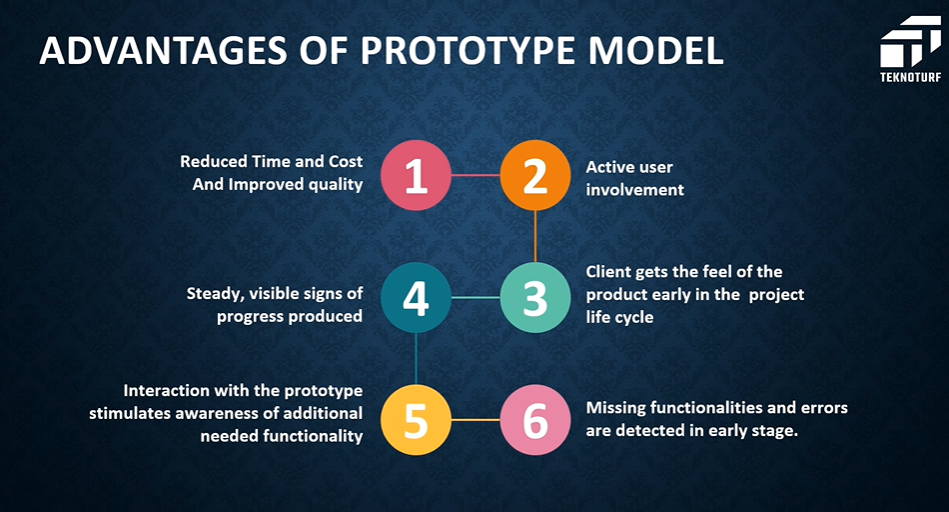 ADVANTAGES OF PROTOTYPE MODEL
TEKNOTURF
Reduced Time and Cost
And Improved quality
1
2
Active user
involvement
Steady, visible signs of
progress produced
4
3
Client gets the feel of the
product early in the project
life cycle
Interaction with the prototype
stimulates awareness of additional
needed functionality
5
6
Missing functionalities and errors
are detected in early stage.